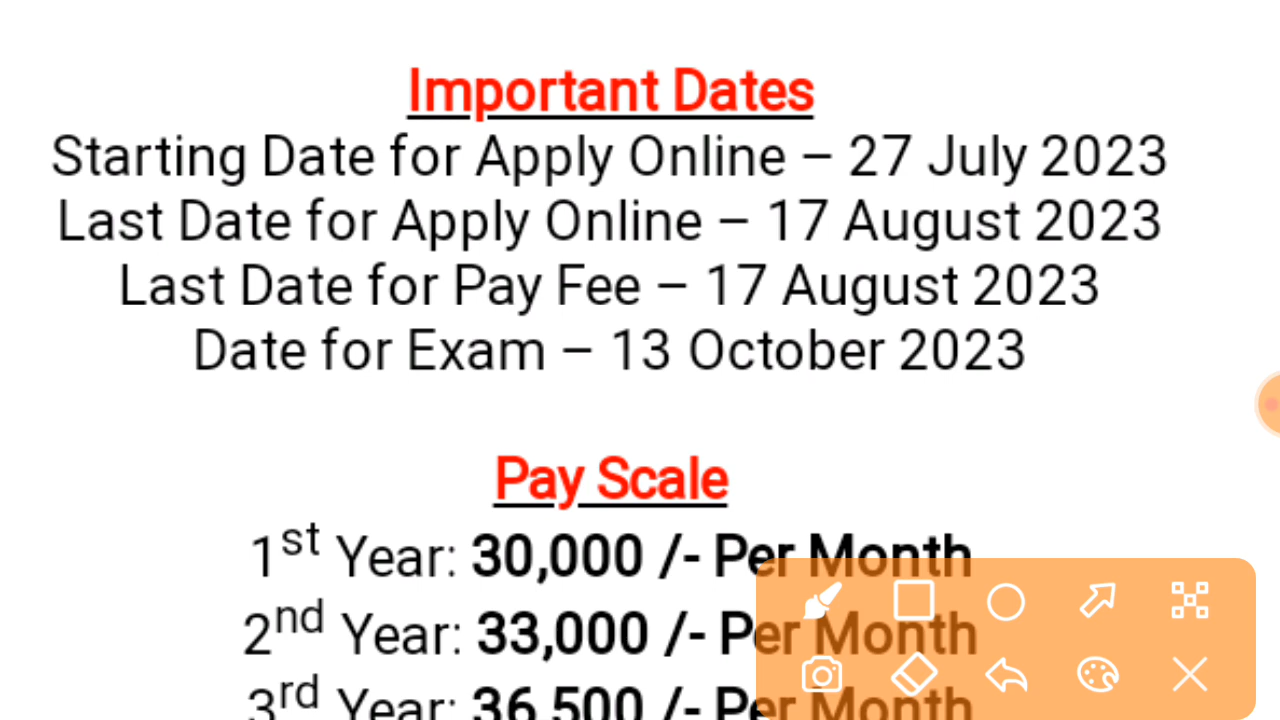 Important Dates
Starting Date for Apply Online – 27 July 2023
Last Date for Apply Online – 17 August 2023
Last Date for Pay Fee – 17 August 2023
Date for Exam – 13 October 2023
Pay Scale
1st Year: 30,000 /- Per Month
2nd Year: 33,000 /- Per Month
3rd Year: 36,500 /- Per Month